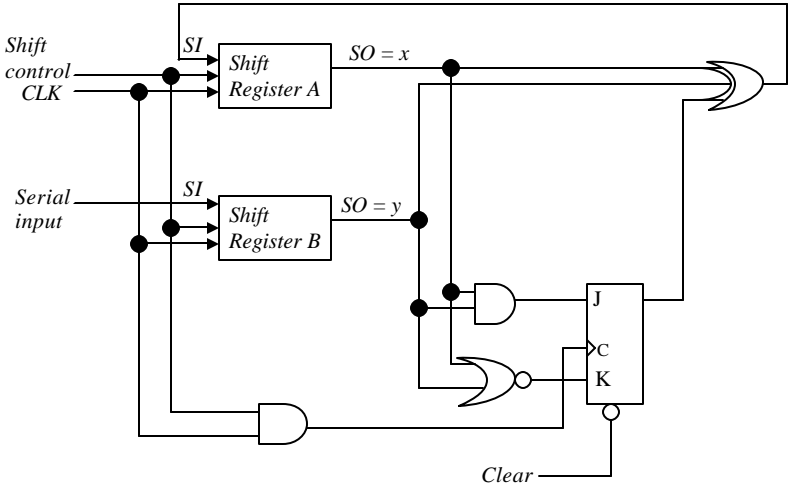 Shift
control
CLK
SI
Shift
Register A
SO = x
Serial
input
SI
Shift
Register B
SO = y
J
C
K
Clear